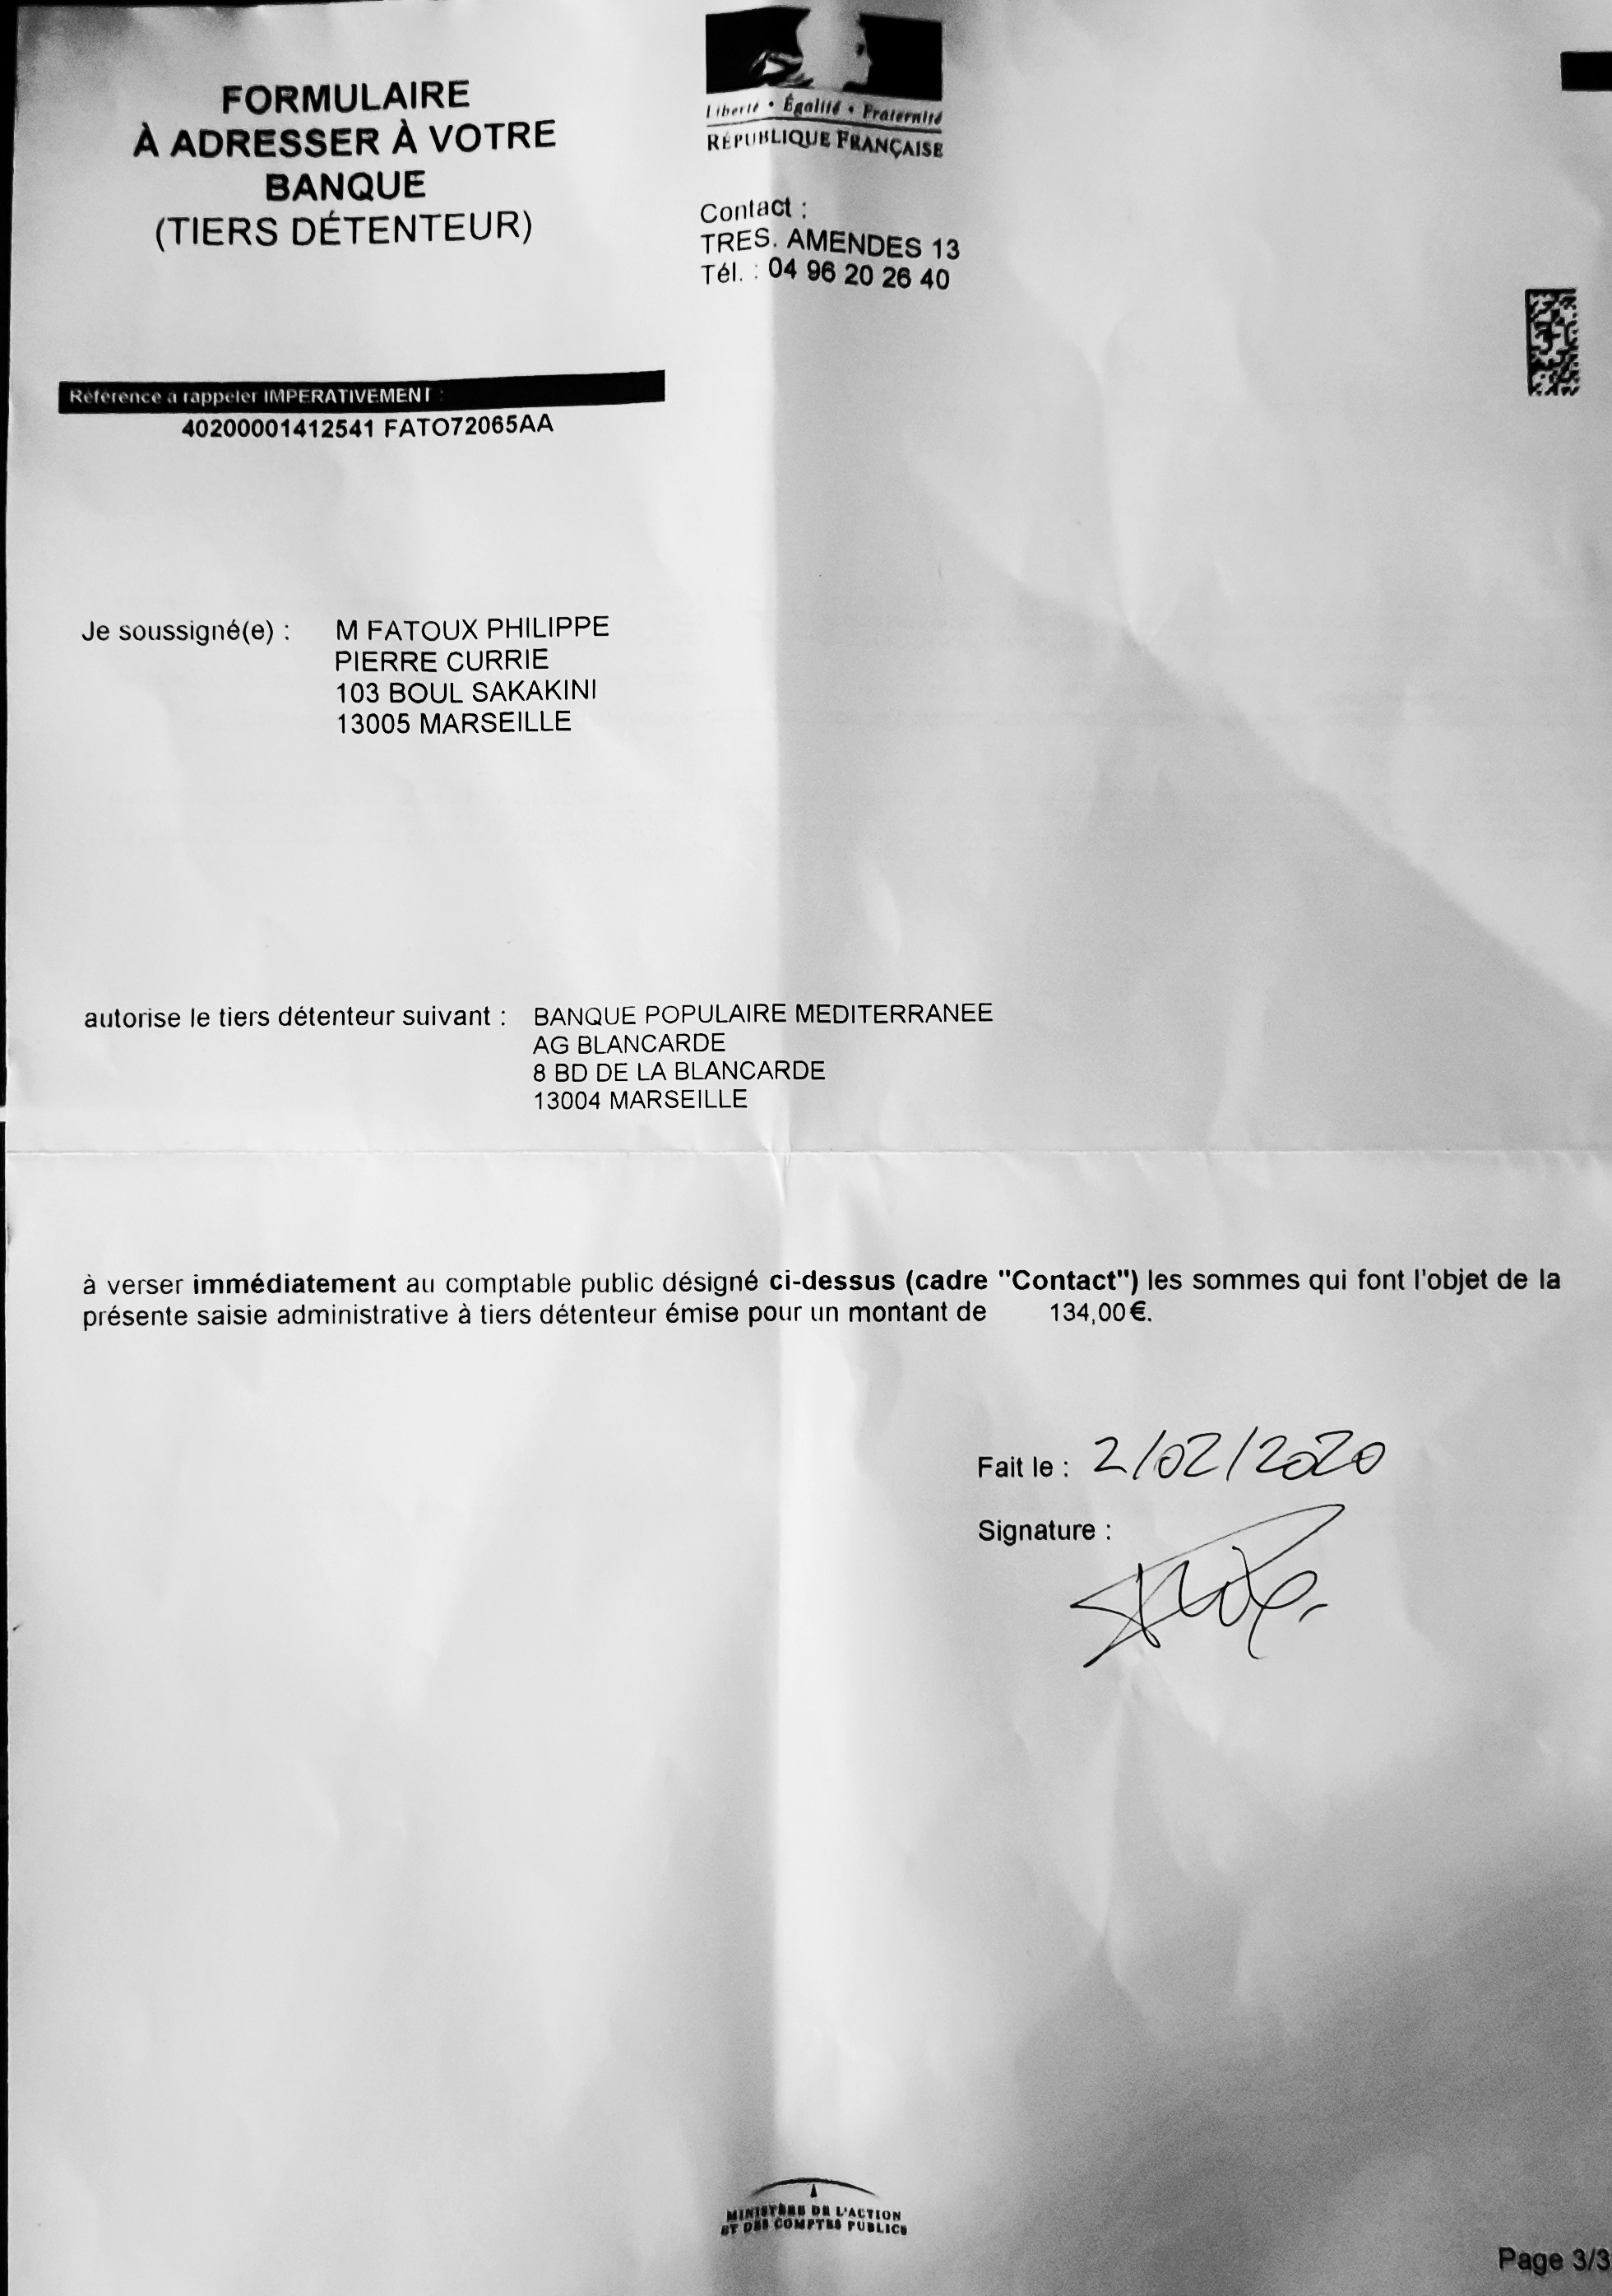 FORMULAIRE
À ADRESSER À VOTRE
BANQUE
(TIERS DÉTENTEUR)
Liberté • Égalité • Fraternité
RÉPUBLIQUE FRANÇAISE
Contact :
TRES. AMENDES 13
Tél. : 04 96 20 26 40
Référence à rappeler IMPERATIVEMENT :
40200001412541 FATO72065AA
Je soussigné(e) : M FATOUX PHILIPPE
PIERRE CURRIE
103 BOUL SAKAKINI
13005 MARSEILLE
autorise le tiers détenteur suivant : BANQUE POPULAIRE MEDITERRANEE
AG BLANCARDE
8 BD DE LA BLANCARDE
13004 MARSEILLE
à verser immédiatement au comptable public désigné ci-dessus (cadre "Contact") les sommes qui font l'objet de la
présente saisie administrative à tiers détenteur émise pour un montant de 134,00€.
Fait le : 2/02/2020
Signature :
MINISTÈRE DE L'ACTION
ET DES COMPTES PUBLICS
Page 3/3